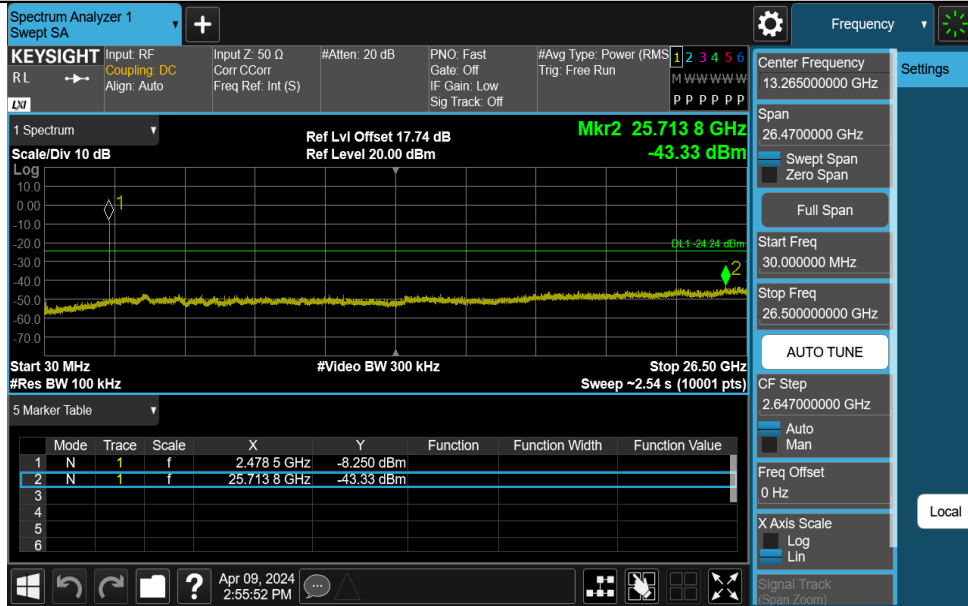 Spectrum Analyzer 1
Swept SA
+
Frequency
KEYSIGHT
RL
LXI
Input: RF
Coupling: DC
Align: Auto
Input Z: 50 Ω
Corr CCorr
Freq Ref: Int (S)
#Atten: 20 dB
PNO: Fast
Gate: Off
IF Gain: Low
Sig Track: Off
#Avg Type: Power (RMS
Trig: Free Run
1 2 3 4 5 6
M W W W W W
P P P P P P
1 Spectrum
Scale/Div 10 dB
Ref Lvl Offset 17.74 dB
Ref Level 20.00 dBm
Mkr2 25.713 8 GHz
-43.33 dBm
Log
10.0
0.00
-10.0
-20.0
-30.0
-40.0
-50.0
-60.0
-70.0
1
DL1 -24.24 dBm
2
Start 30 MHz
#Res BW 100 kHz
#Video BW 300 kHz
Stop 26.50 GHz
Sweep ~2.54 s (10001 pts)
5 Marker Table
Mode Trace Scale X Y Function Function Width Function Value
1 N 1 f 2.478 5 GHz -8.250 dBm
2 N 1 f 25.713 8 GHz -43.33 dBm
3
4
5
6
?
Apr 09, 2024
2:55:52 PM
Center Frequency
13.265000000 GHz
Span
26.4700000 GHz
Swept Span
Zero Span
Full Span
Start Freq
30.000000 MHz
Stop Freq
26.500000000 GHz
AUTO TUNE
CF Step
2.647000000 GHz
Auto
Man
Freq Offset
0 Hz
X Axis Scale
Log
Lin
Signal Track
(Span Zoom)
Settings
Local